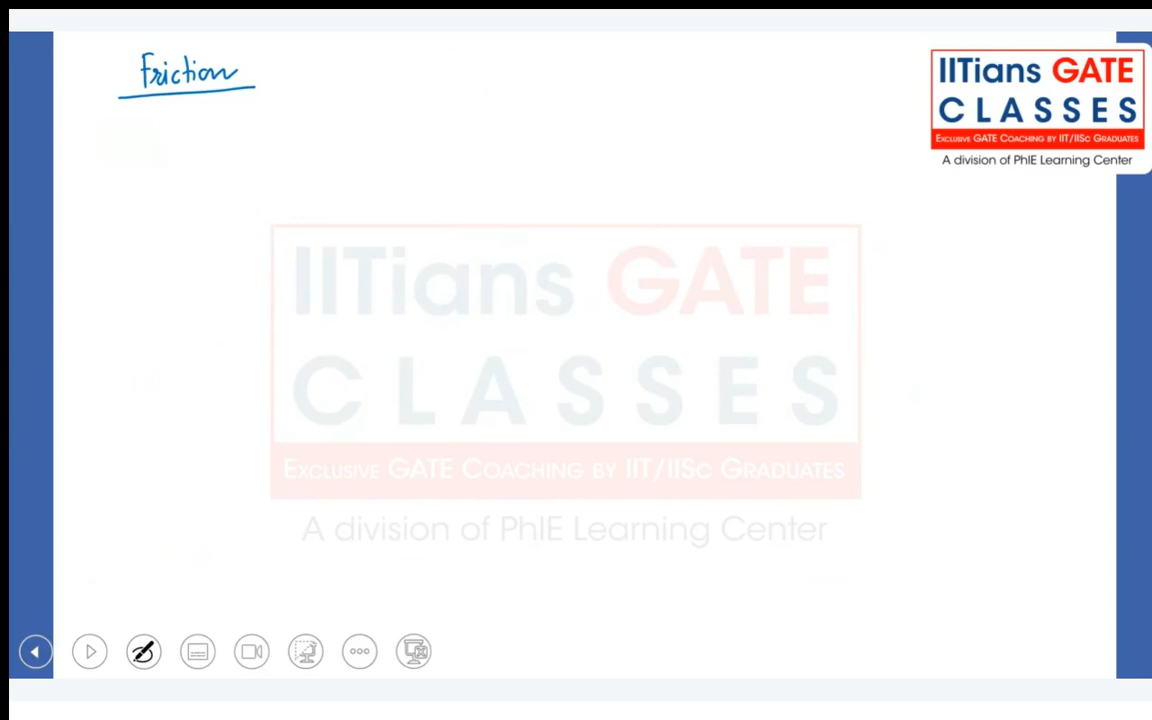 Friction
IITians GATE
CLASSES
EXCLUSIVE GATE COACHING BY IIT/IISc GRADUATES
A division of PhIE Learning Center
IITians GATE
CLASSES
EXCLUSIVE GATE COACHING BY IIT/IISc GRADUATES
A division of PhIE Learning Center